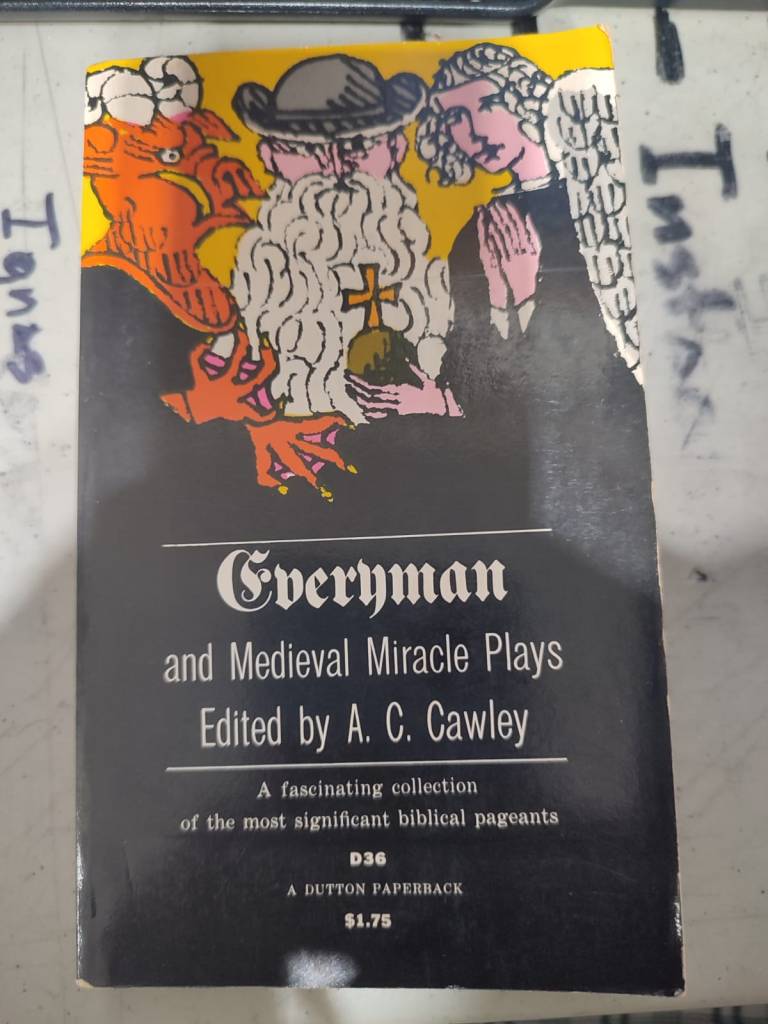 Everyman
and Medieval Miracle Plays
Edited by A. C. Cawley
A fascinating collection
of the most significant biblical pageants
D36
A DUTTON PAPERBACK
$1.75